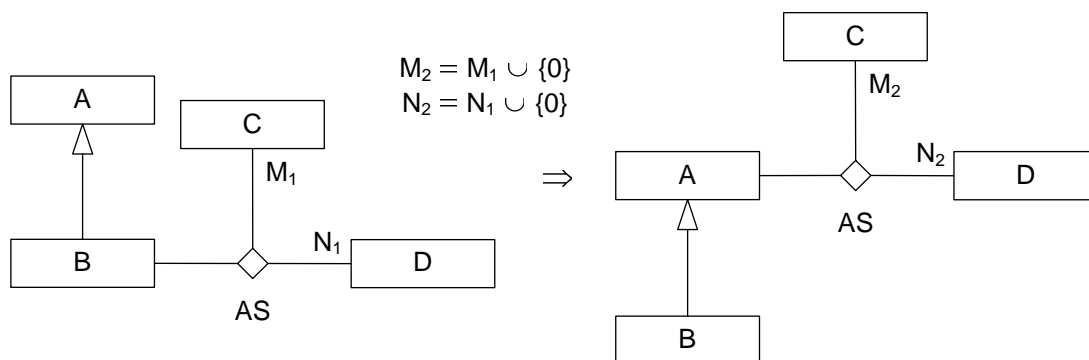 A
C
M₁
B
N₁
D
AS
M₂ = M₁ ∪ {0}
N₂ = N₁ ∪ {0}
⇒
C
M₂
A
N₂
D
AS
B